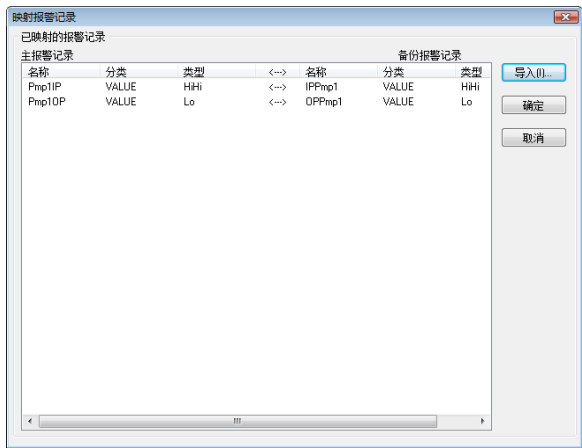 映射报警记录
已映射的报警记录
主报警记录 备份报警记录
名称 分类 类型 <---> 名称 分类 类型
Pmp1IP VALUE HiHi <---> IPPmp1 VALUE HiHi
Pmp1OP VALUE Lo <---> OPPmp1 VALUE Lo
导入(I)...
确定
取消